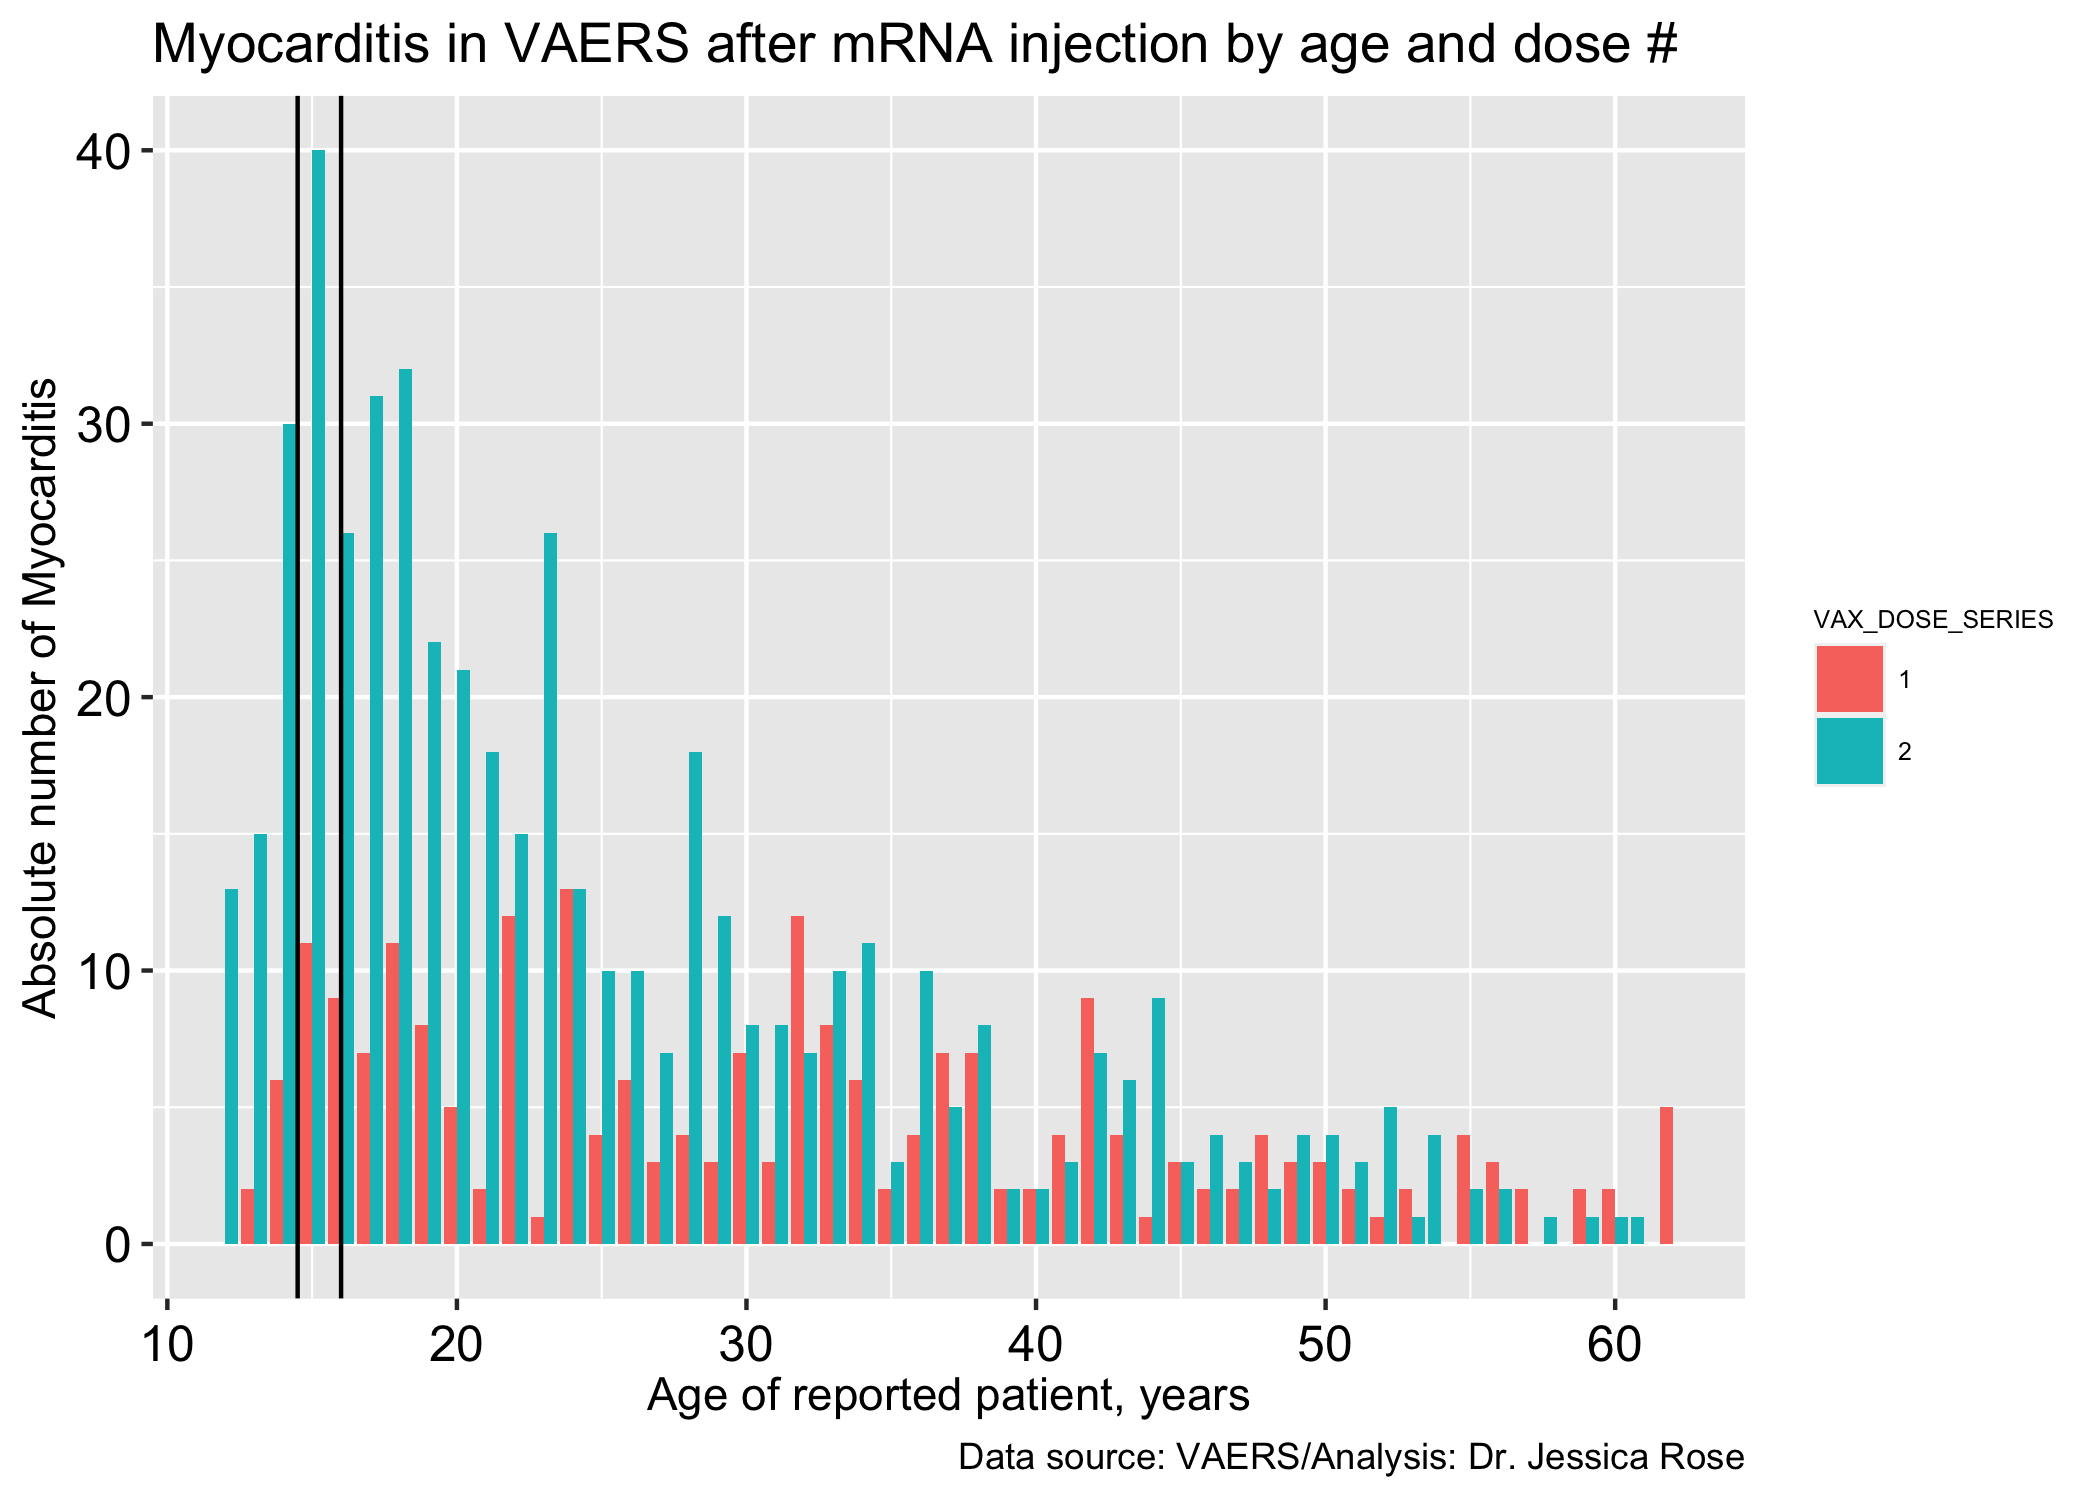 Myocarditis in VAERS after mRNA injection by age and dose #
Absolute number of Myocarditis
40
30
20
10
0
10 20 30 40 50 60
Age of reported patient, years
Data source: VAERS/Analysis: Dr. Jessica Rose
VAX_DOSE_SERIES
1
2